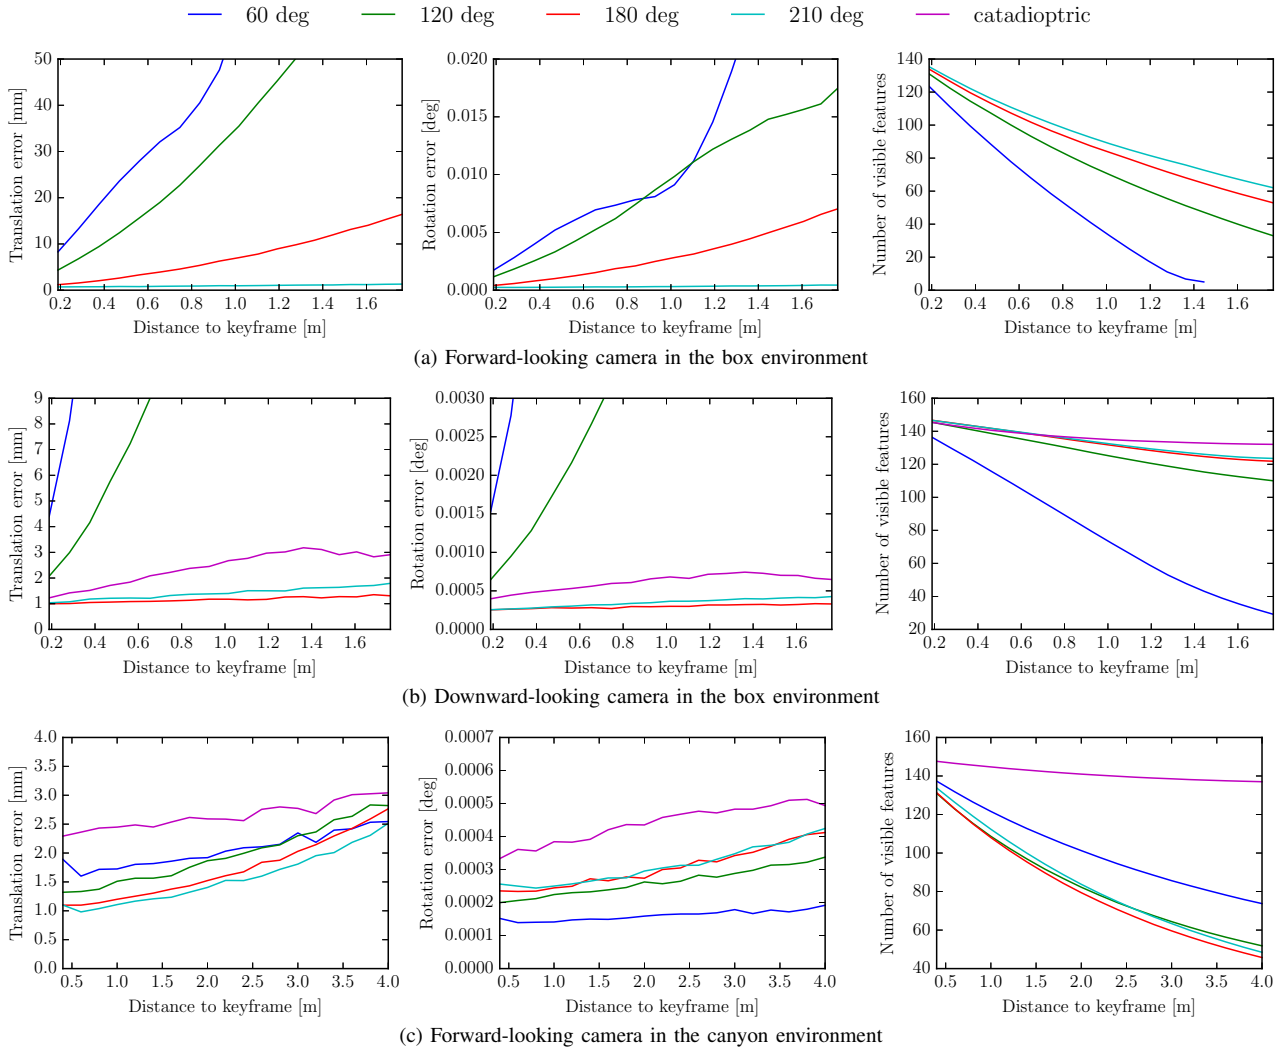 60 deg 120 deg 180 deg 210 deg catadioptric
Translation error [mm]
50
40
30
20
10
0
0.2 0.4 0.6 0.8 1.0 1.2 1.4 1.6
Distance to keyframe [m]
Rotation error [deg]
0.020
0.015
0.010
0.005
0.000
0.2 0.4 0.6 0.8 1.0 1.2 1.4 1.6
Distance to keyframe [m]
Number of visible features
140
120
100
80
60
40
20
0
0.2 0.4 0.6 0.8 1.0 1.2 1.4 1.6
Distance to keyframe [m]
(a) Forward-looking camera in the box environment
Translation error [mm]
9
8
7
6
5
4
3
2
1
0
0.2 0.4 0.6 0.8 1.0 1.2 1.4 1.6
Distance to keyframe [m]
Rotation error [deg]
0.0030
0.0025
0.0020
0.0015
0.0010
0.0005
0.0000
0.2 0.4 0.6 0.8 1.0 1.2 1.4 1.6
Distance to keyframe [m]
Number of visible features
160
140
120
100
80
60
40
20
0.2 0.4 0.6 0.8 1.0 1.2 1.4 1.6
Distance to keyframe [m]
(b) Downward-looking camera in the box environment
Translation error [mm]
4.0
3.5
3.0
2.5
2.0
1.5
1.0
0.5
0.0
0.5 1.0 1.5 2.0 2.5 3.0 3.5 4.0
Distance to keyframe [m]
Rotation error [deg]
0.0007
0.0006
0.0005
0.0004
0.0003
0.0002
0.0001
0.0000
0.5 1.0 1.5 2.0 2.5 3.0 3.5 4.0
Distance to keyframe [m]
Number of visible features
160
140
120
100
80
60
40
0.5 1.0 1.5 2.0 2.5 3.0 3.5 4.0
Distance to keyframe [m]
(c) Forward-looking camera in the canyon environment